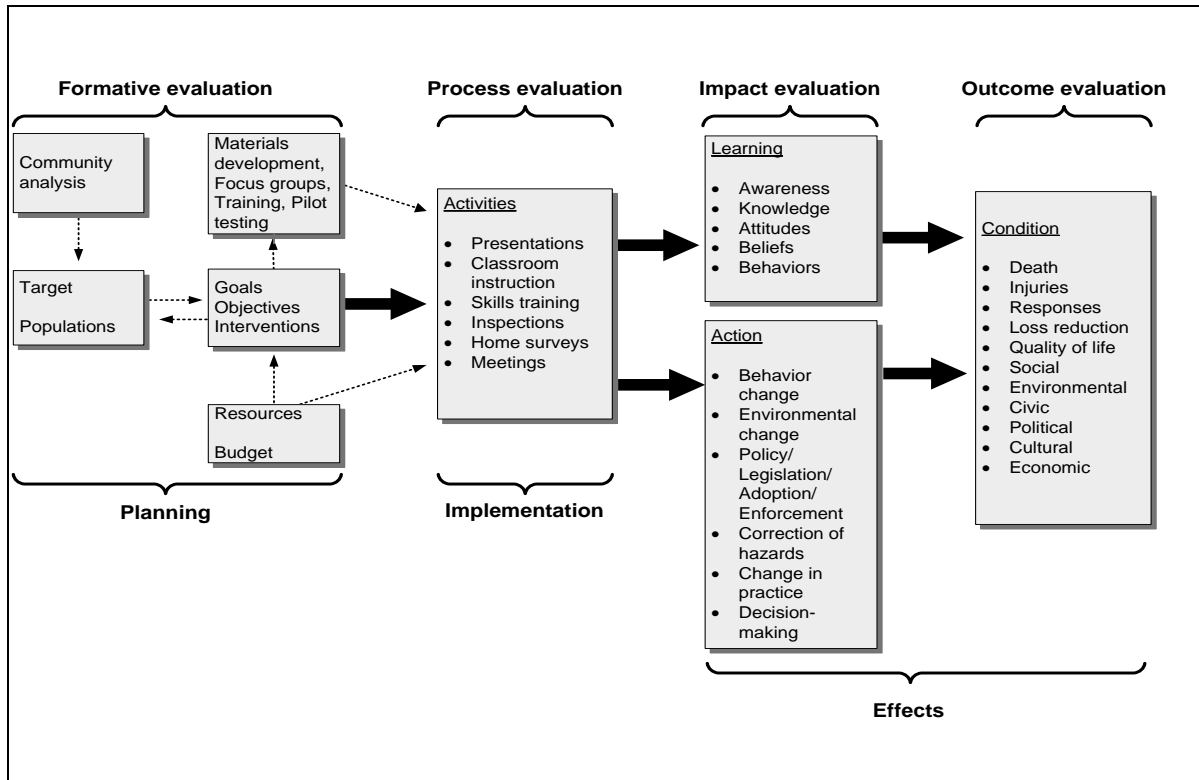 Formative evaluation
Process evaluation
Impact evaluation
Outcome evaluation
Community
analysis
Materials
development,
Focus groups,
Training, Pilot
testing
Target
Populations
Goals
Objectives
Interventions
Resources
Budget
Planning
Activities
• Presentations
• Classroom
instruction
• Skills training
• Inspections
• Home surveys
• Meetings
Implementation
Learning
• Awareness
• Knowledge
• Attitudes
• Beliefs
• Behaviors
Action
• Behavior
change
• Environmental
change
• Policy/
Legislation/
Adoption/
Enforcement
• Correction of
hazards
• Change in
practice
• Decision-
making
Condition
• Death
• Injuries
• Responses
• Loss reduction
• Quality of life
• Social
• Environmental
• Civic
• Political
• Cultural
• Economic
Effects